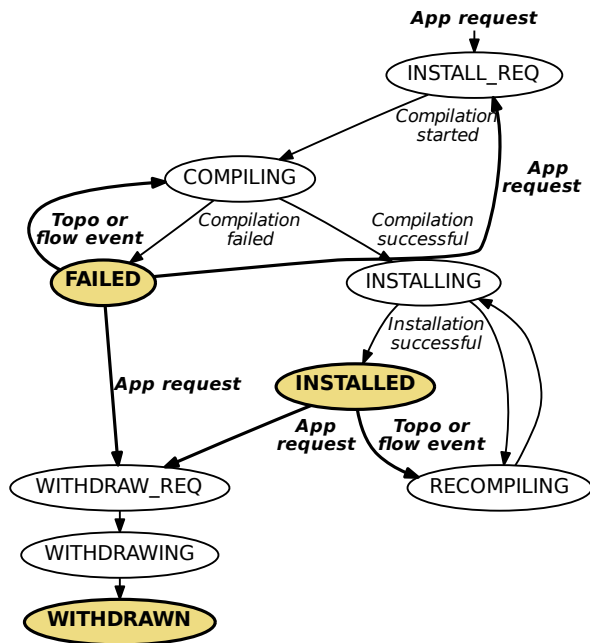 App request
INSTALL_REQ
Compilation
started
COMPILING
App
request
Topo or
flow event
Compilation
failed
Compilation
successful
FAILED
INSTALLING
Installation
successful
App request
INSTALLED
App
request
Topo or
flow event
WITHDRAW_REQ
RECOMPILING
WITHDRAWING
WITHDRAWN